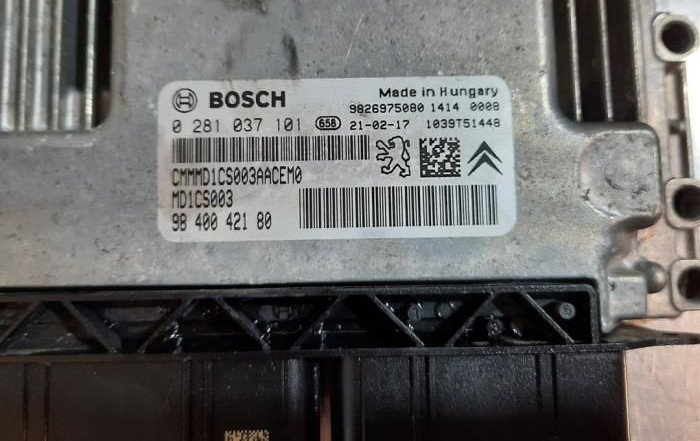 BOSCH
Made in Hungary
9826975080 1414 0008
0 281 037 101 658 21-02-17 1039T51448
CMMMD1CS003AACEM0
MD1CS003
98 400 421 80